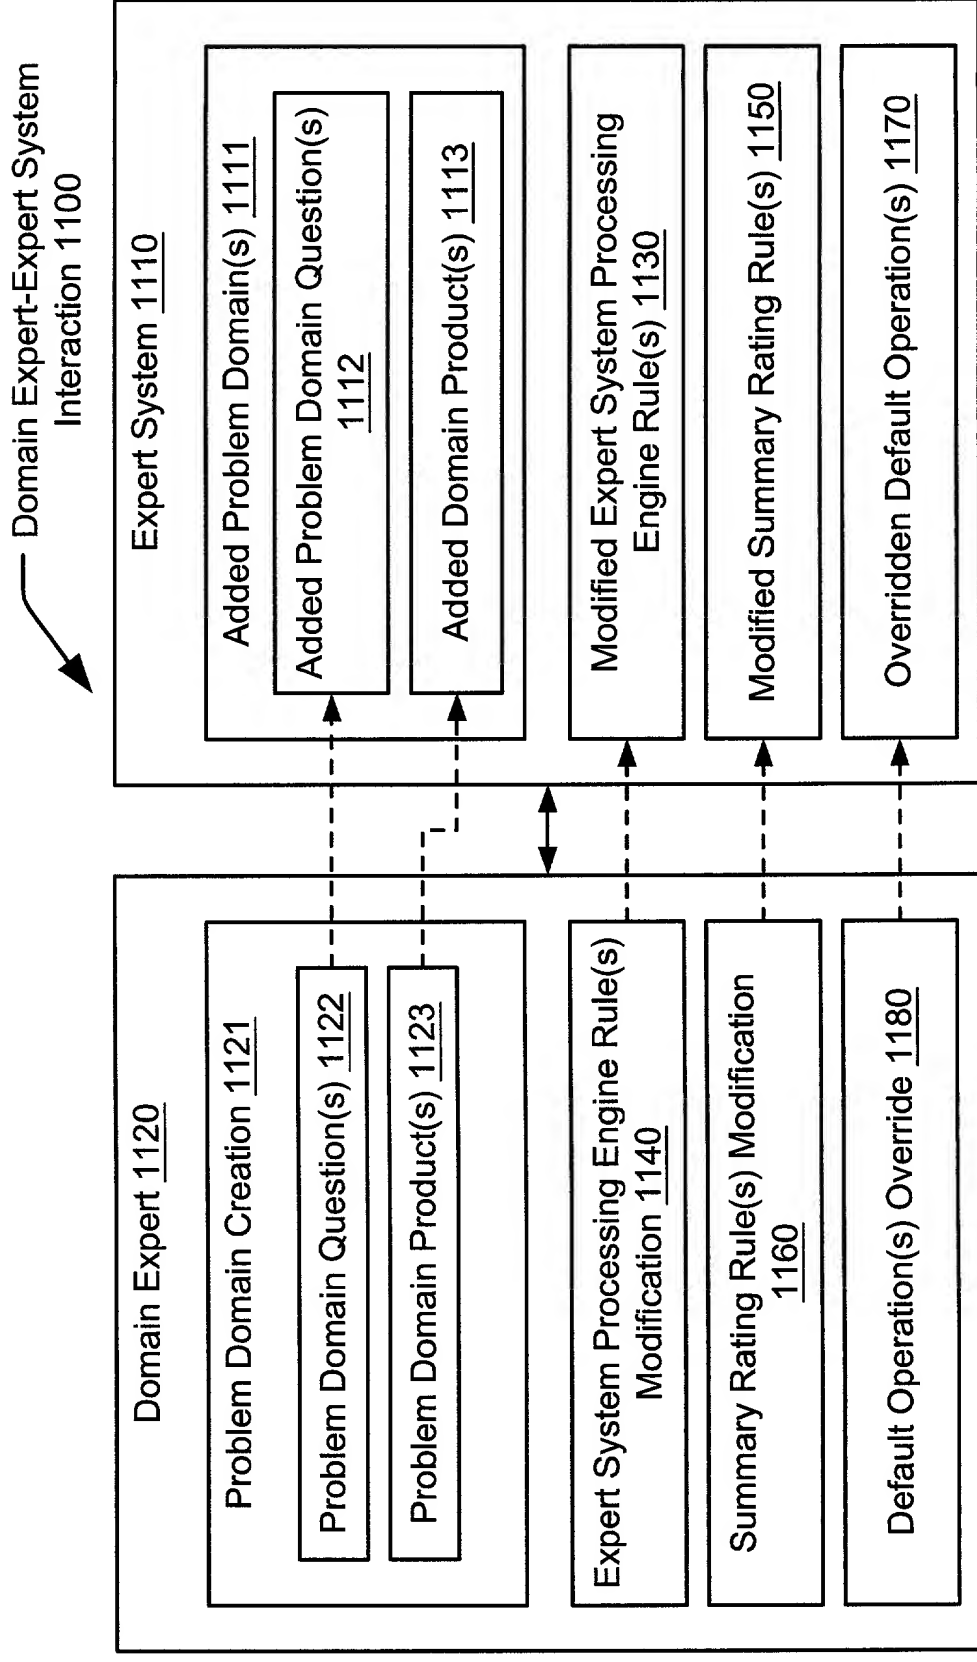 Domain Expert-Expert System
Interaction 1100
Domain Expert 1120
Problem Domain Creation 1121
Problem Domain Question(s) 1122
Problem Domain Product(s) 1123
Expert System Processing Engine Rule(s)
Modification 1140
Summary Rating Rule(s) Modification
1160
Default Operation(s) Override 1180
Expert System 1110
Added Problem Domain(s) 1111
Added Problem Domain Question(s)
1112
Added Domain Product(s) 1113
Modified Expert System Processing
Engine Rule(s) 1130
Modified Summary Rating Rule(s) 1150
Overridden Default Operation(s) 1170